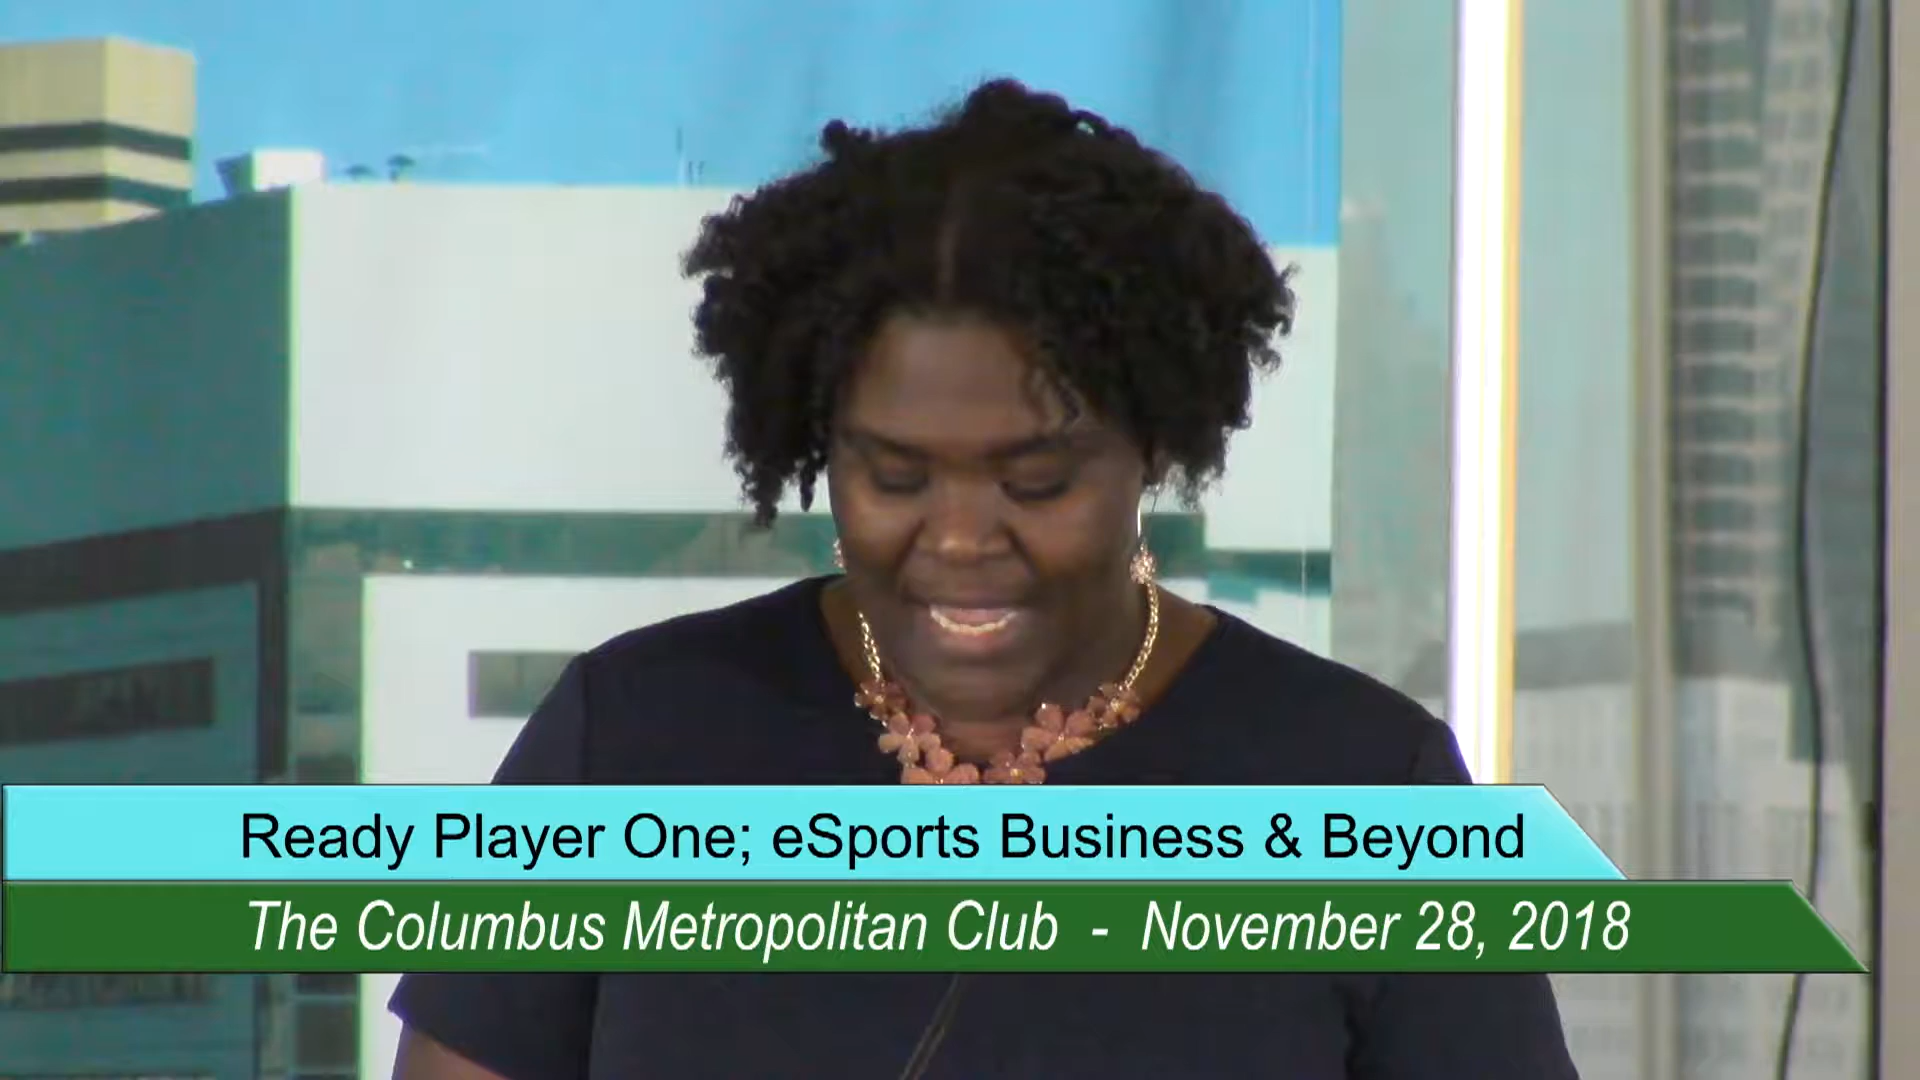 Ready Player One; eSports Business & Beyond
The Columbus Metropolitan Club - November 28, 2018